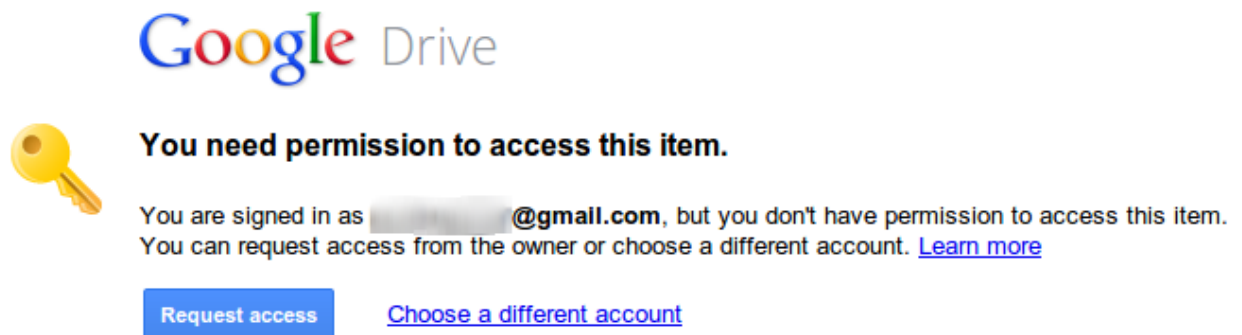 Google Drive
You need permission to access this item.
You are signed in as @gmail.com, but you don't have permission to access this item.
You can request access from the owner or choose a different account. Learn more
Request access Choose a different account